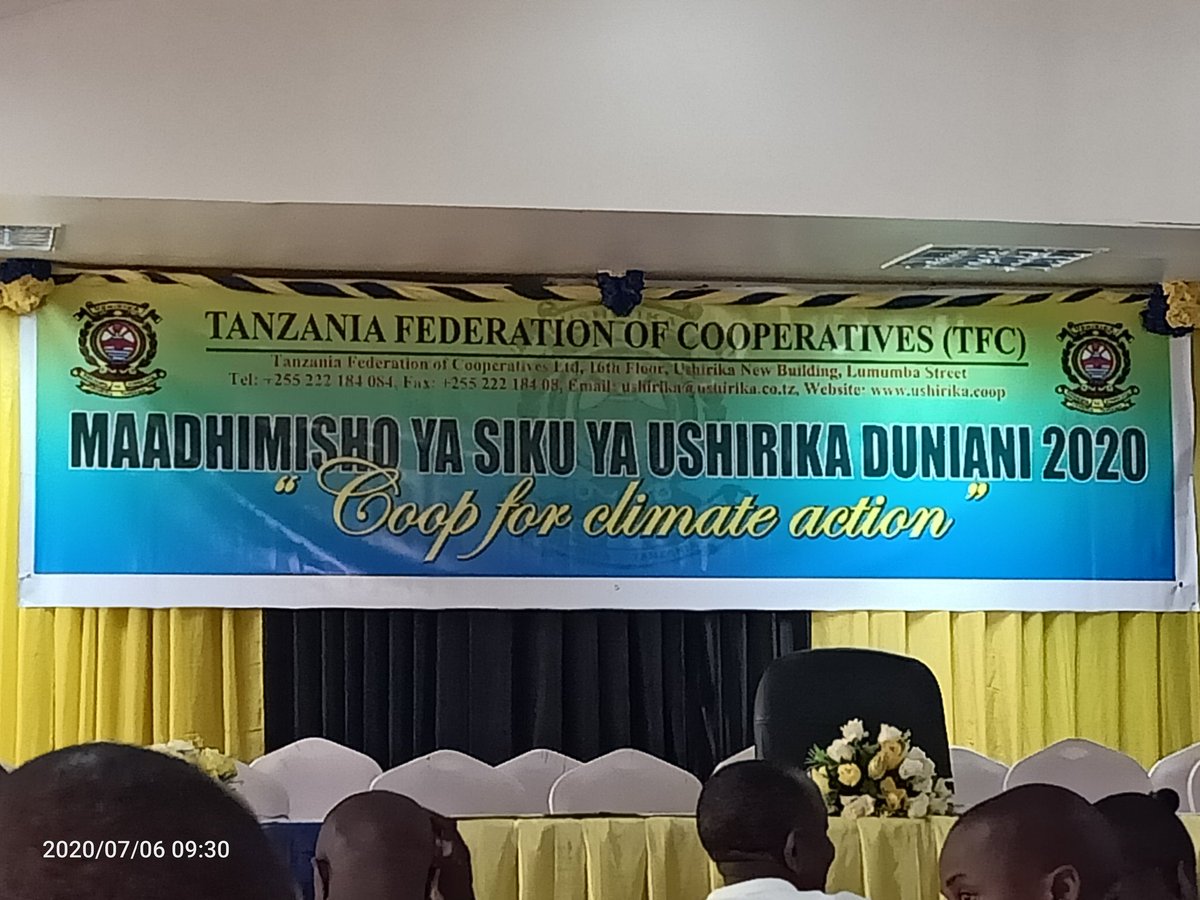 TANZANIA FEDERATION OF COOPERATIVES (TFC)
Tanzania Federation of Cooperatives Ltd, 16th Floor, Ushirika New Building, Lumumba Street
Tel: +255 222 184 084, Fax: +255 222 184 08, Email: ushirika@ushirika.co.tz, Website: www.ushirika.coop
MAADHIMISHO YA SIKU YA USHIRIKA DUNIANI 2020
“Coop for climate action”
2020/07/06 09:30